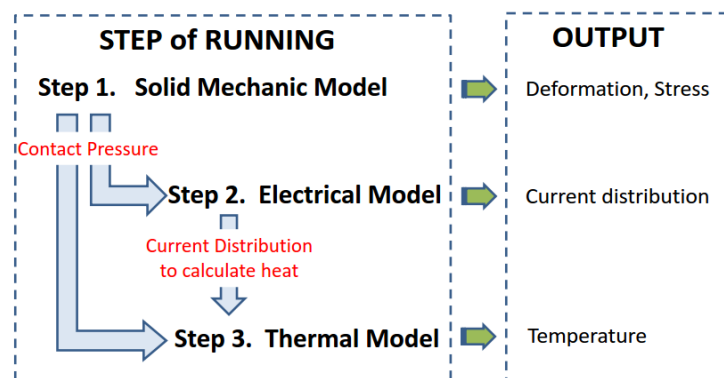 STEP of RUNNING
OUTPUT
Step 1. Solid Mechanic Model
Deformation, Stress
Contact Pressure
Step 2. Electrical Model
Current distribution
Current Distribution
to calculate heat
Step 3. Thermal Model
Temperature